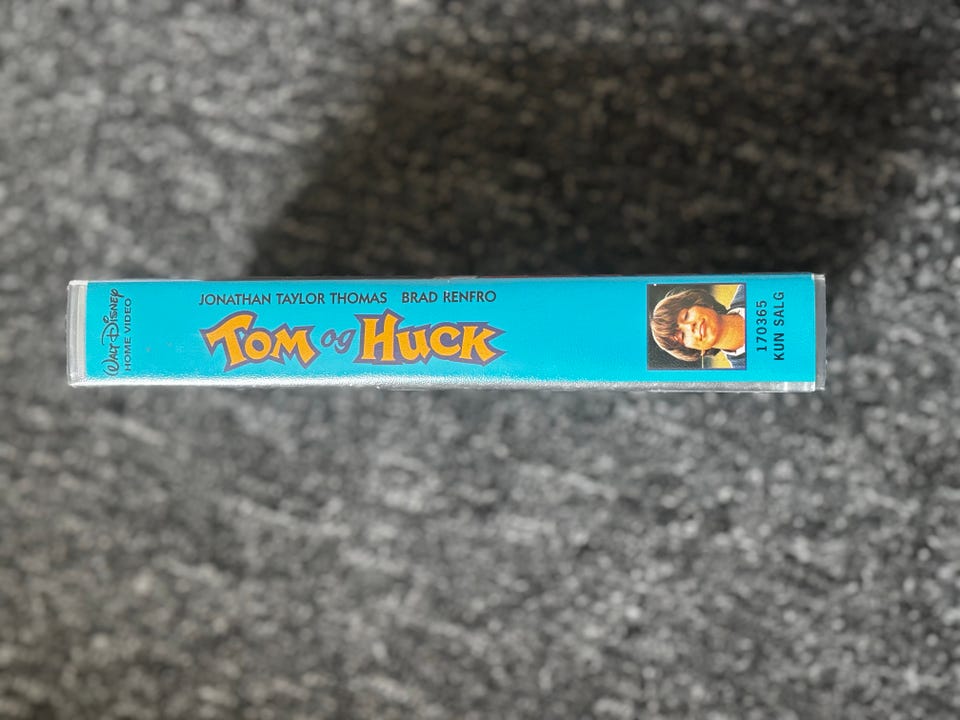 WALT DISNEY
HOME VIDEO
JONATHAN TAYLOR THOMAS BRAD RENFRO
TOM og HUCK
170365
KUN SALG